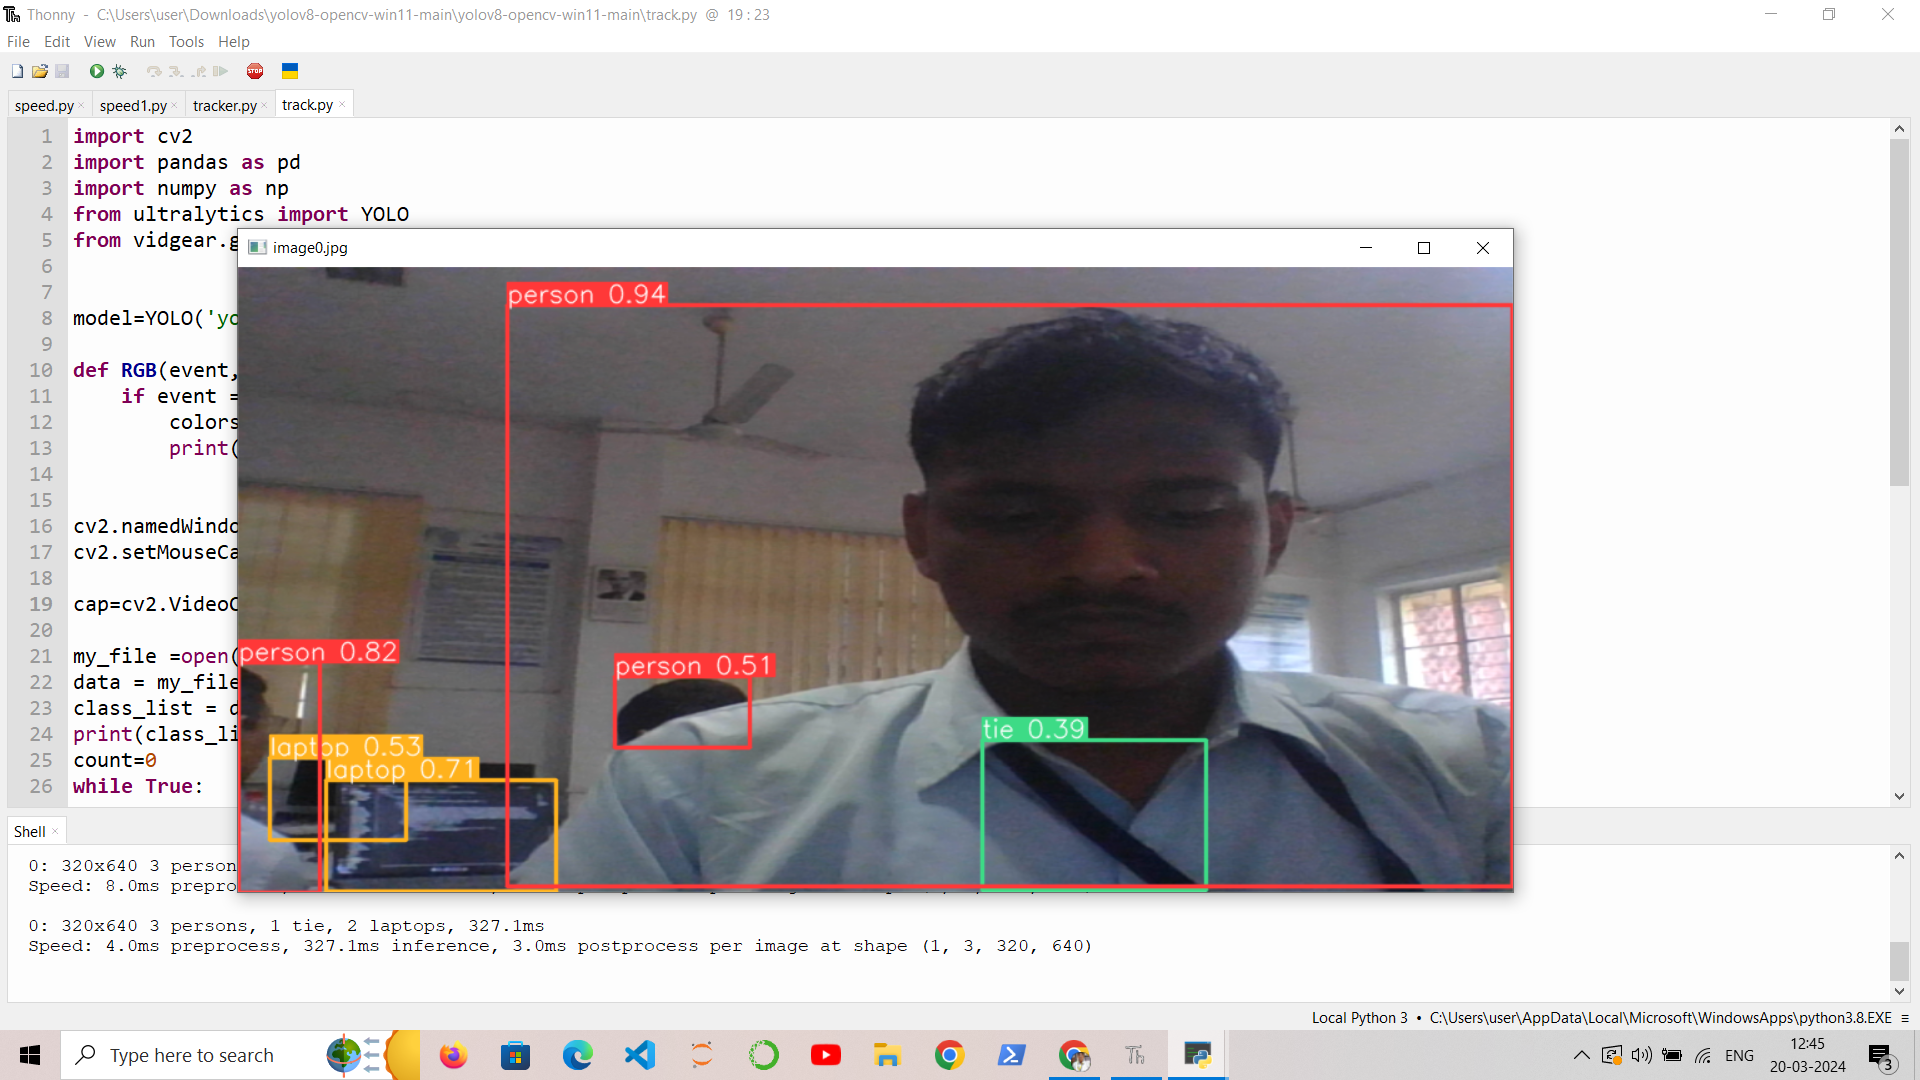 Thonny - C:\Users\user\Downloads\yolov8-opencv-win11-main\yolov8-opencv-win11-main\track.py @ 19 : 23
File Edit View Run Tools Help
STOP
speed.py × speed1.py × tracker.py × track.py ×
1 import cv2
2 import pandas as pd
3 import numpy as np
4 from ultralytics import YOLO
5 from vidgear.g
6
7
8 model=YOLO('yo
9
10 def RGB(event,
11 if event =
12 colors
13 print(
14
15
16 cv2.namedWindo
17 cv2.setMouseCa
18
19 cap=cv2.VideoC
20
21 my_file =open(
22 data = my_file
23 class_list = d
24 print(class_li
25 count=0
26 while True:
image0.jpg
person 0.94
person 0.82
person 0.51
tie 0.39
laptop 0.53
laptop 0.71
Shell ×
0: 320x640 3 person
Speed: 8.0ms prepro
0: 320x640 3 persons, 1 tie, 2 laptops, 327.1ms
Speed: 4.0ms preprocess, 327.1ms inference, 3.0ms postprocess per image at shape (1, 3, 320, 640)
Local Python 3 • C:\Users\user\AppData\Local\Microsoft\WindowsApps\python3.8.EXE ≡
Type here to search
Th
ENG
12:45
20-03-2024
3